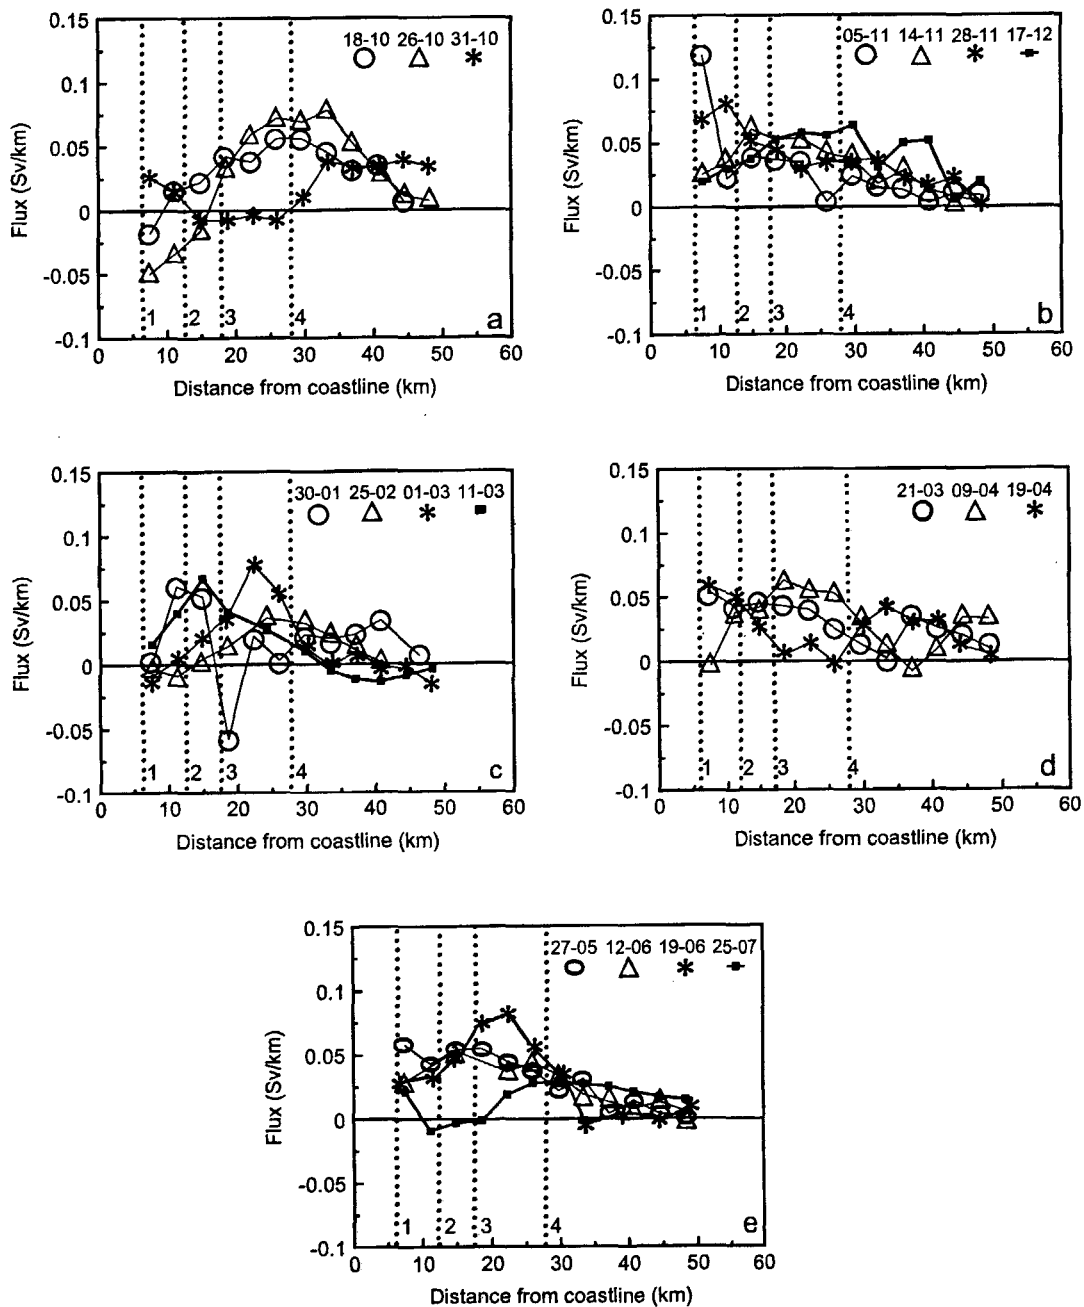 0.15
0.1
0.05
0
-0.05
-0.1
Flux (Sv/km)
18-10 26-10 31-10
1 2 3 4
a
0 10 20 30 40 50 60
Distance from coastline (km)
0.15
0.1
0.05
0
-0.05
-0.1
Flux (Sv/km)
05-11 14-11 28-11 17-12
1 2 3 4
b
0 10 20 30 40 50 60
Distance from coastline (km)
0.15
0.1
0.05
0
-0.05
-0.1
Flux (Sv/km)
30-01 25-02 01-03 11-03
1 2 3 4
c
0 10 20 30 40 50 60
Distance from coastline (km)
0.15
0.1
0.05
0
-0.05
-0.1
Flux (Sv/km)
21-03 09-04 19-04
1 2 3 4
d
0 10 20 30 40 50 60
Distance from coastline (km)
0.15
0.1
0.05
0
-0.05
-0.1
Flux (Sv/km)
27-05 12-06 19-06 25-07
1 2 3 4
e
0 10 20 30 40 50 60
Distance from coastline (km)